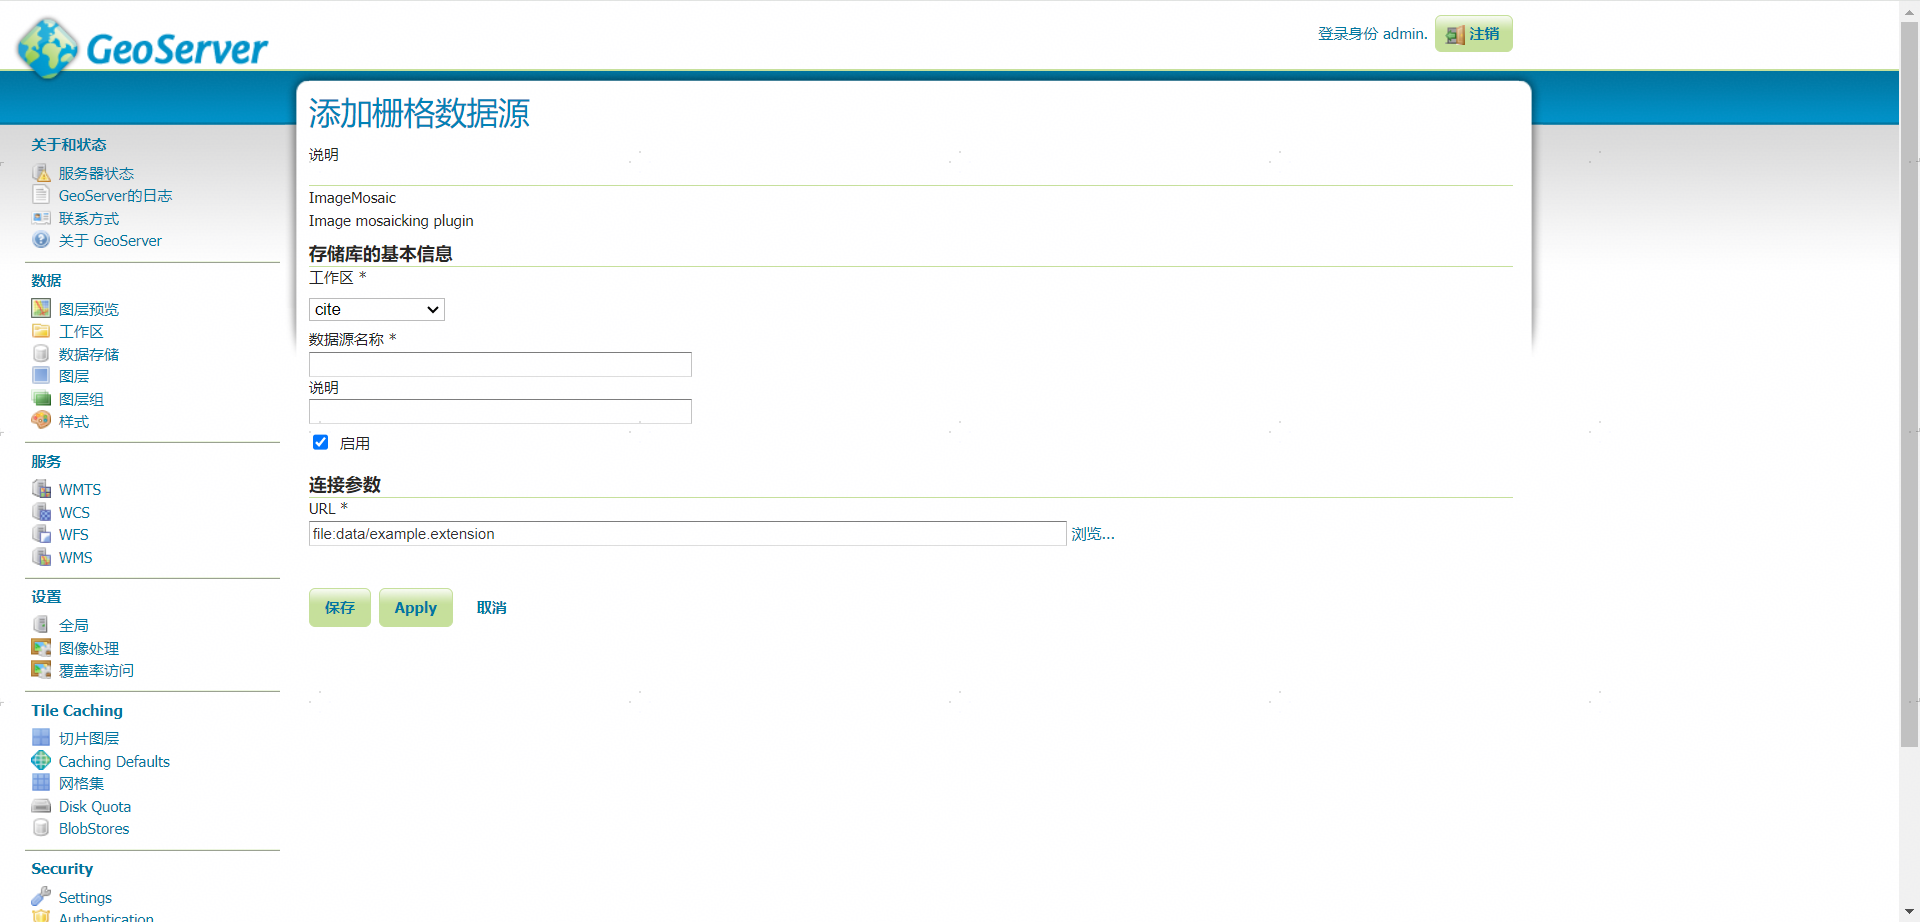 GeoServer
登录身份 admin.
注销
添加栅格数据源
说明
ImageMosaic
Image mosaicking plugin
存储库的基本信息
工作区 *
cite
数据源名称 *
说明
启用
连接参数
URL *
file:data/example.extension
浏览...
保存
Apply
取消
关于和状态
服务器状态
GeoServer的日志
联系方式
关于 GeoServer
数据
图层预览
工作区
数据存储
图层
图层组
样式
服务
WMTS
WCS
WFS
WMS
设置
全局
图像处理
覆盖率访问
Tile Caching
切片图层
Caching Defaults
网格集
Disk Quota
BlobStores
Security
Settings
Authentication